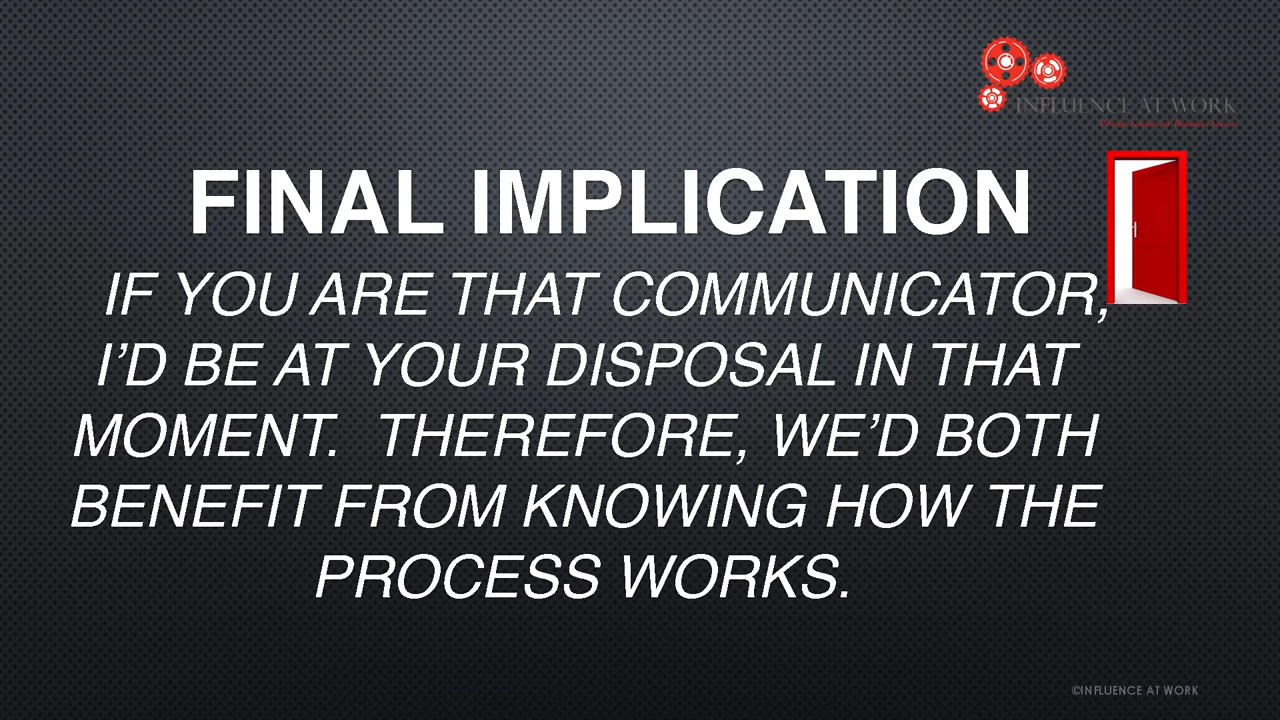 INFLUENCE AT WORK
FINAL IMPLICATION
IF YOU ARE THAT COMMUNICATOR,
I’D BE AT YOUR DISPOSAL IN THAT
MOMENT. THEREFORE, WE’D BOTH
BENEFIT FROM KNOWING HOW THE
PROCESS WORKS.
©INFLUENCE AT WORK